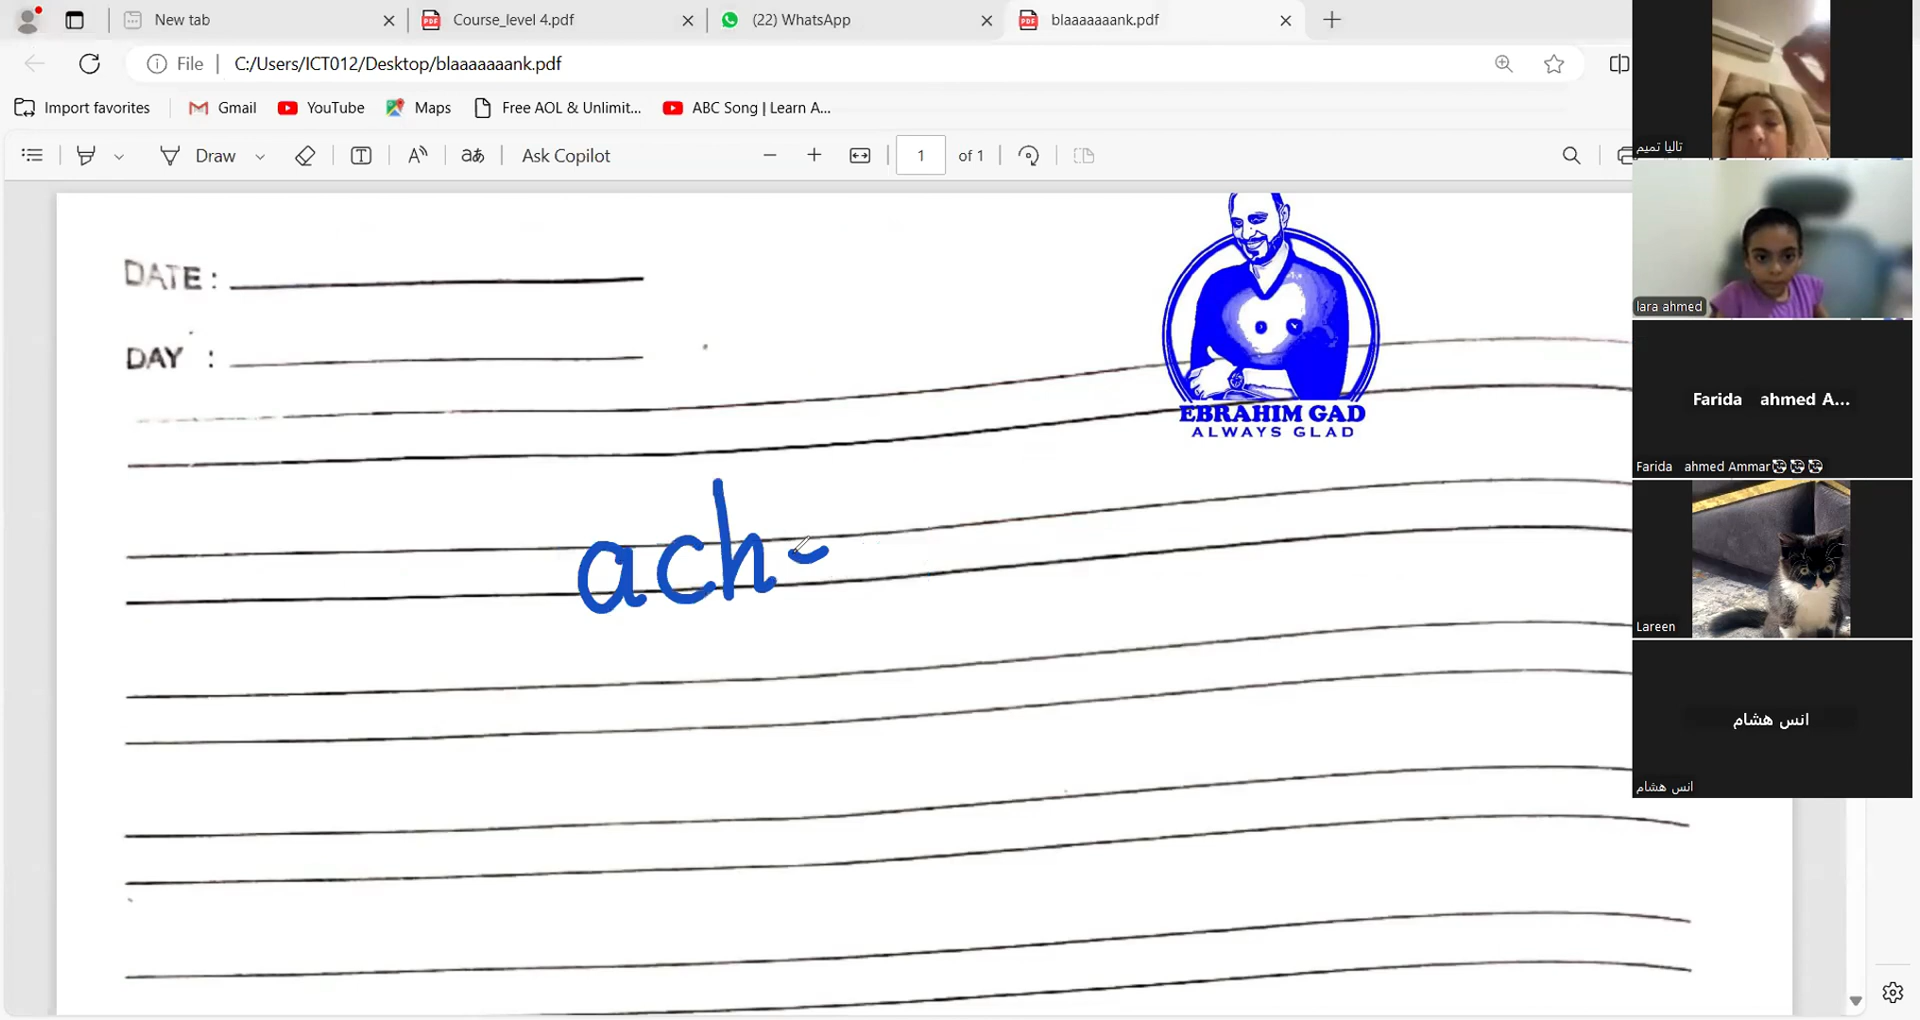 New tab
Course_level 4.pdf
(22) WhatsApp
blaaaaaaank.pdf
File
C:/Users/ICT012/Desktop/blaaaaaaank.pdf
Import favorites
Gmail
YouTube
Maps
Free AOL & Unlimit...
ABC Song | Learn A...
Draw
aあ
Ask Copilot
1
of 1
DATE :
DAY :
EBRAHIM GAD
ALWAYS GLAD
ach
تاليا تميم
lara ahmed
Farida ahmed A...
Farida ahmed Ammar
Lareen
انس هشام
انس هشام